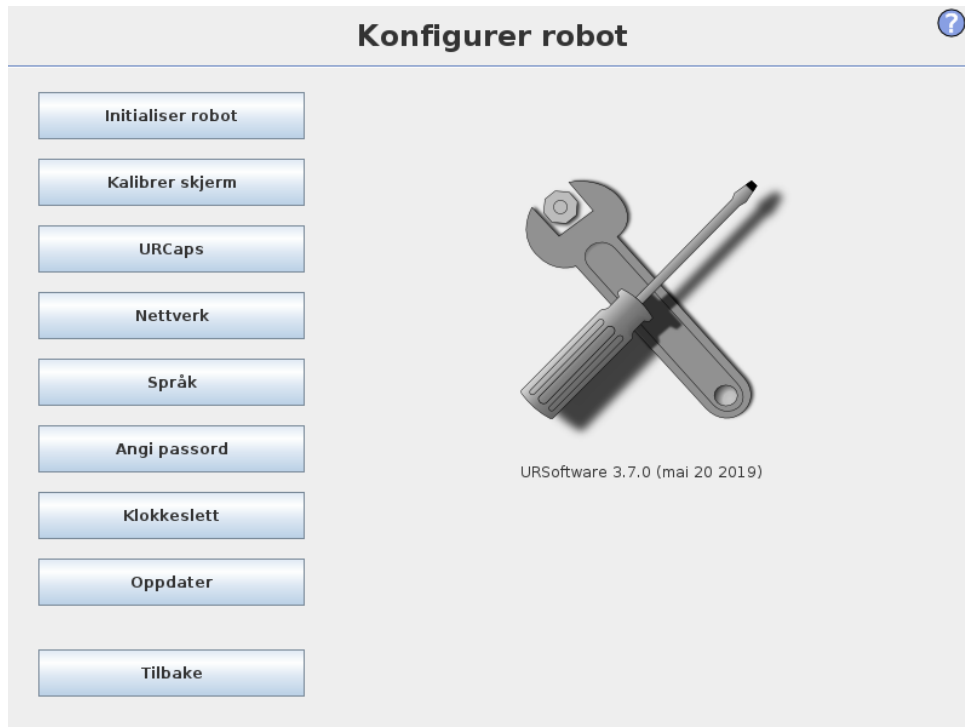 Konfigurer robot
?
Initialiser robot
Kalibrer skjerm
URCaps
Nettverk
Språk
Angi passord
Klokkeslett
Oppdater
Tilbake
URSoftware 3.7.0 (mai 20 2019)